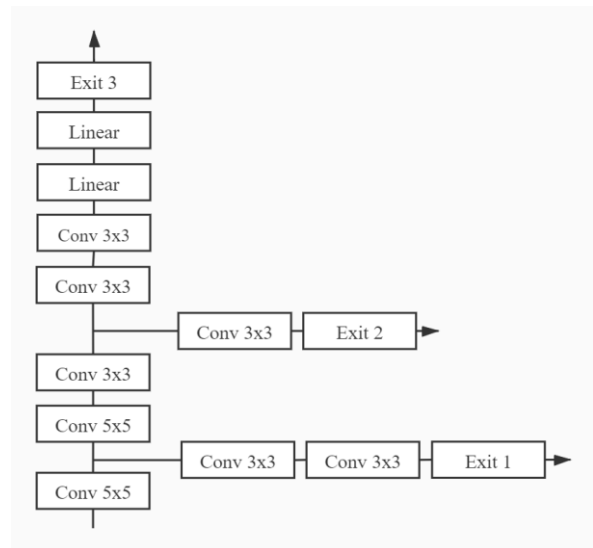 Exit 3
Linear
Linear
Conv 3x3
Conv 3x3
Conv 3x3 Exit 2
Conv 3x3
Conv 5x5
Conv 3x3 Conv 3x3 Exit 1
Conv 5x5